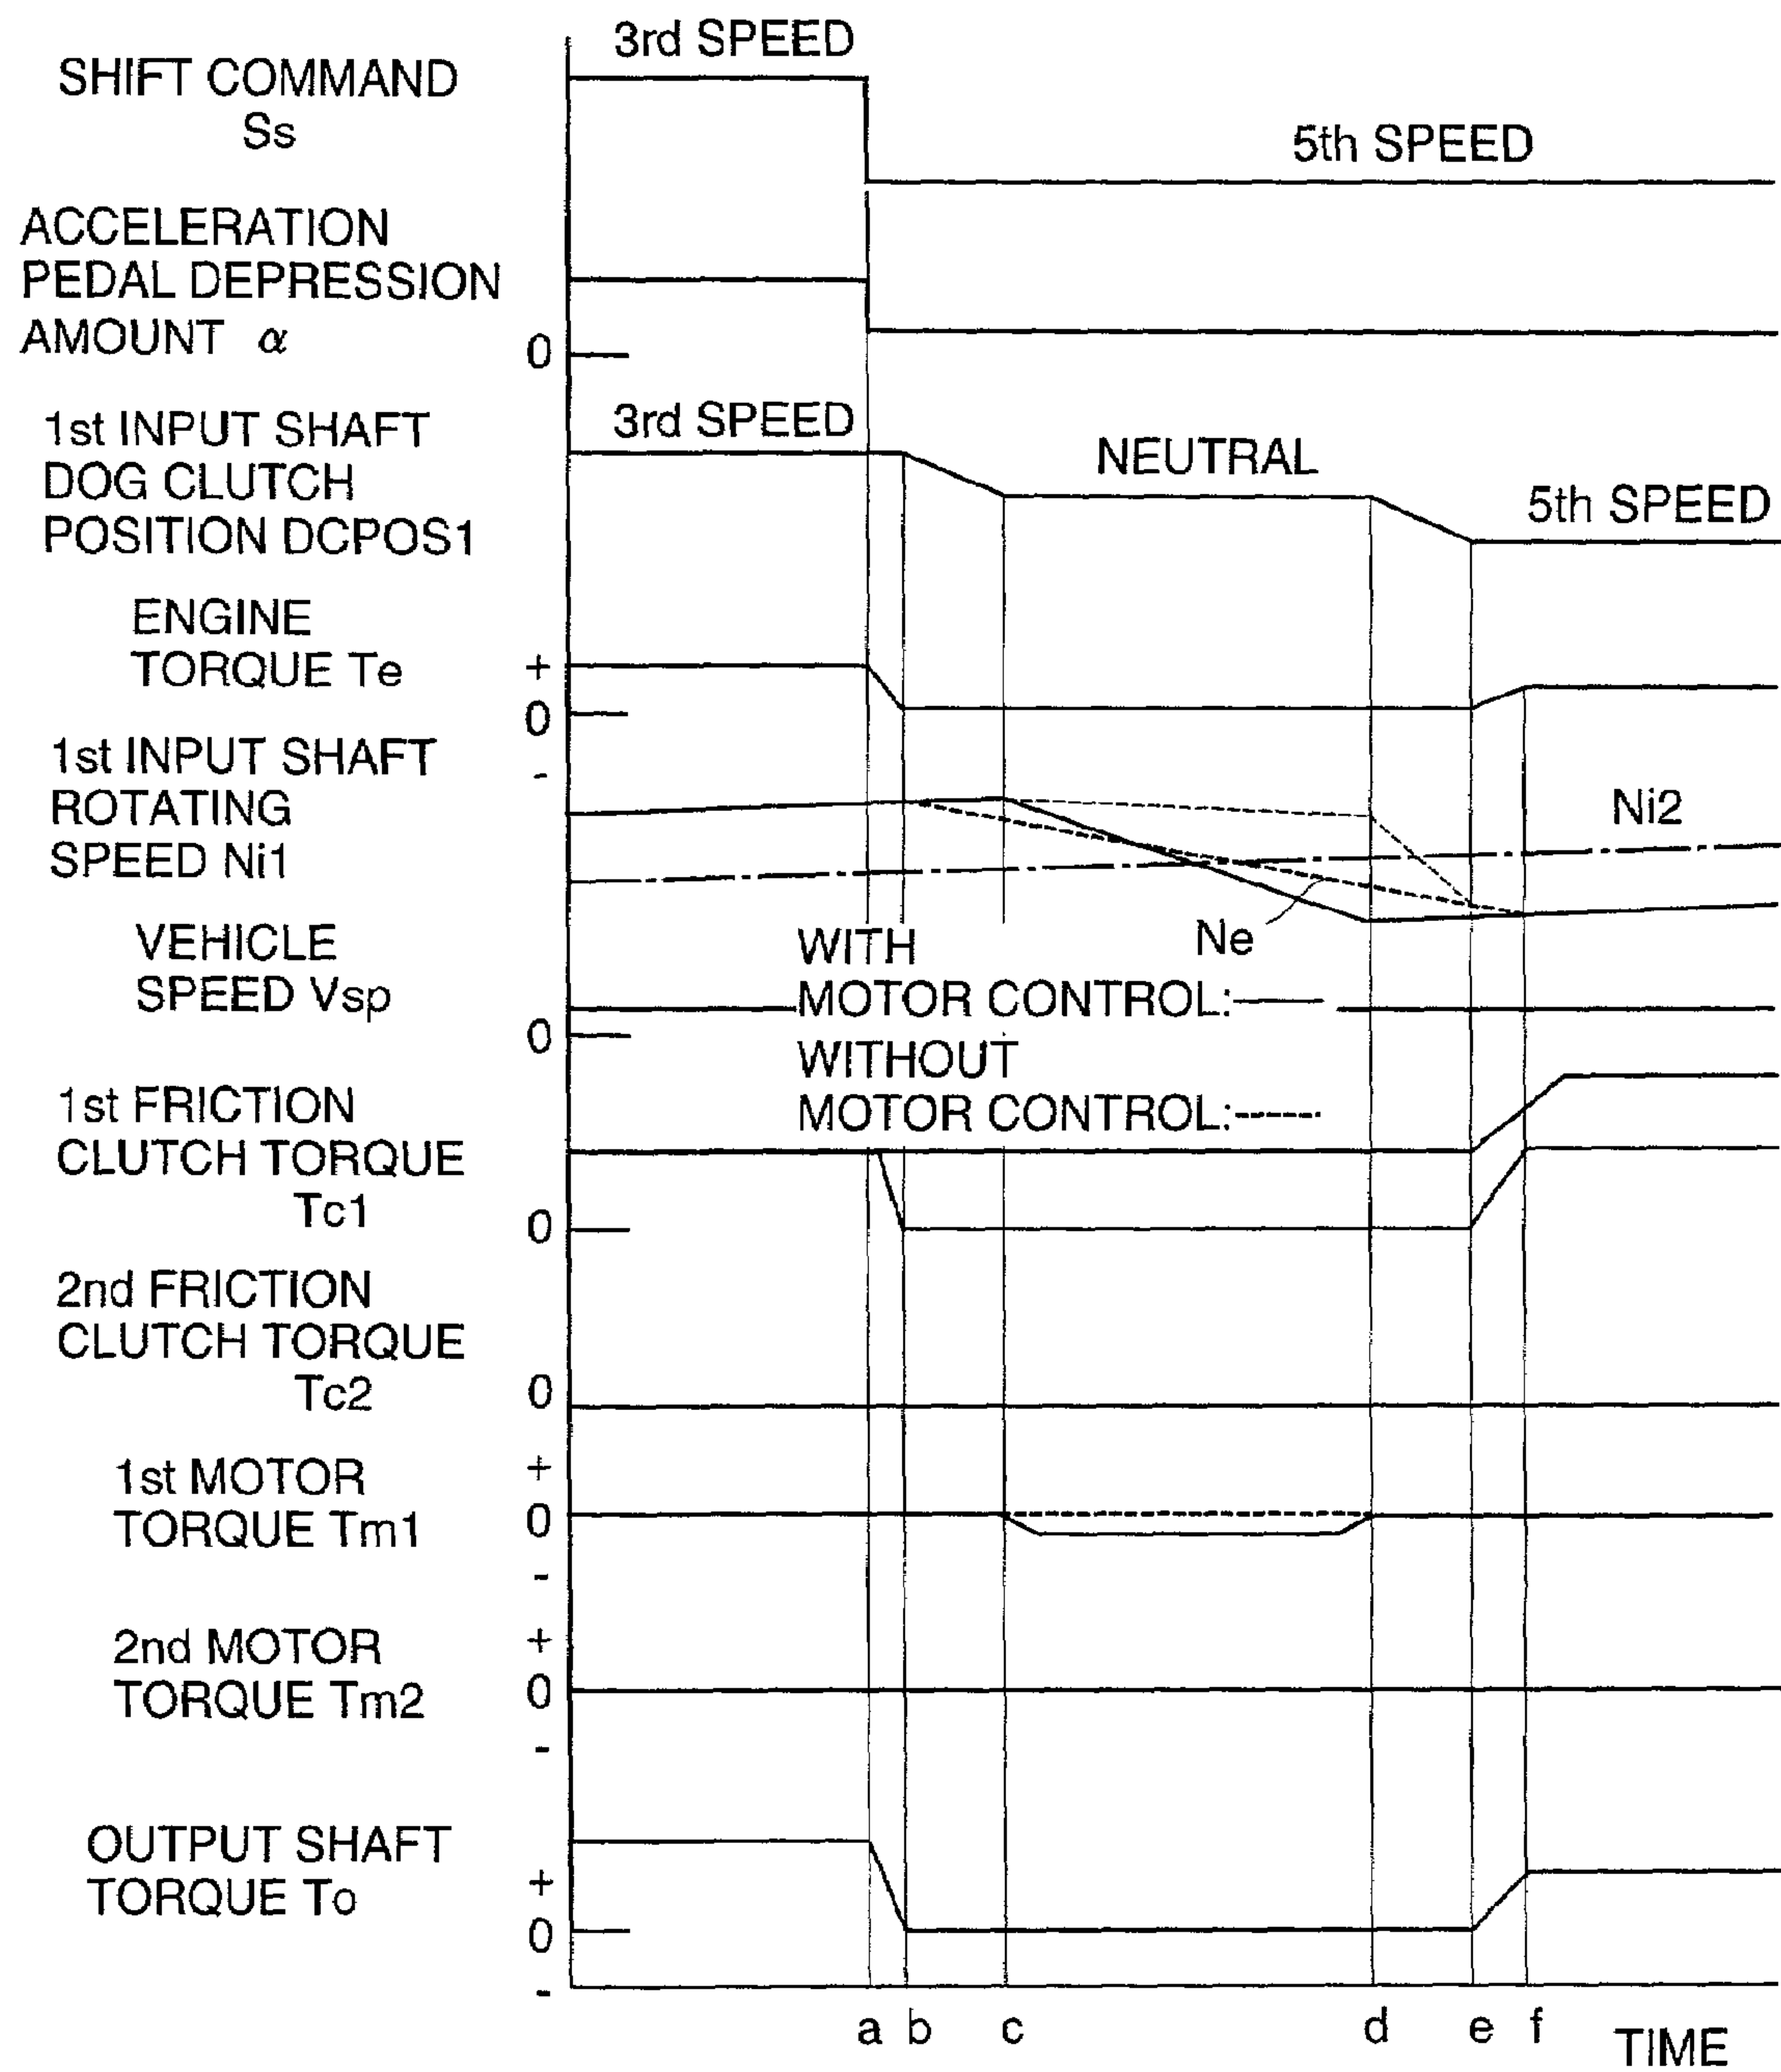 3rd SPEED
SHIFT COMMAND
Ss
5th SPEED
ACCELERATION
PEDAL DEPRESSION
AMOUNT α
0
3rd SPEED
1st INPUT SHAFT
DOG CLUTCH
POSITION DCPOS1
NEUTRAL
5th SPEED
ENGINE
TORQUE Te
+
0
-
1st INPUT SHAFT
ROTATING
SPEED Ni1
Ni2
Ne
VEHICLE
SPEED Vsp
0
WITH
MOTOR CONTROL:
WITHOUT
MOTOR CONTROL:
1st FRICTION
CLUTCH TORQUE
Tc1
0
2nd FRICTION
CLUTCH TORQUE
Tc2
0
1st MOTOR
TORQUE Tm1
+
0
-
2nd MOTOR
TORQUE Tm2
+
0
-
OUTPUT SHAFT
TORQUE To
+
0
-
a b c d e f
TIME